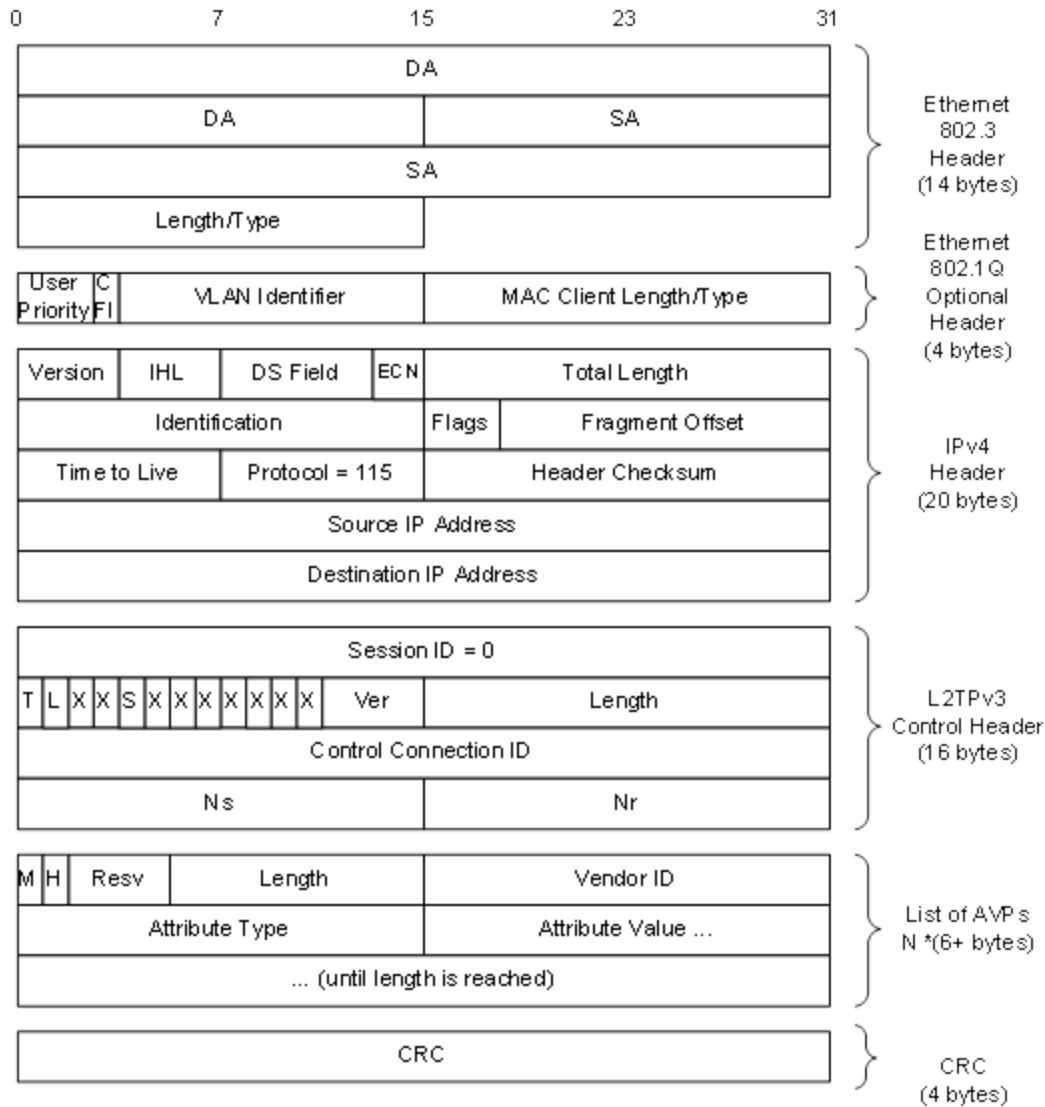 0 7 15 23 31
DA
DA SA
SA
Length/Type
Ethernet
802.3
Header
(14 bytes)
User
Priority
C
FI
VLAN Identifier MAC Client Length/Type
Ethernet
802.1Q
Optional
Header
(4 bytes)
Version IHL DS Field ECN Total Length
Identification Flags Fragment Offset
Time to Live Protocol = 115 Header Checksum
Source IP Address
Destination IP Address
IPv4
Header
(20 bytes)
Session ID = 0
T L X X S X X X X X X Ver Length
Control Connection ID
Ns Nr
L2TPv3
Control Header
(16 bytes)
M H Resv Length Vendor ID
Attribute Type Attribute Value ...
... (until length is reached)
List of AVPs
N *(6+ bytes)
CRC
CRC
(4 bytes)